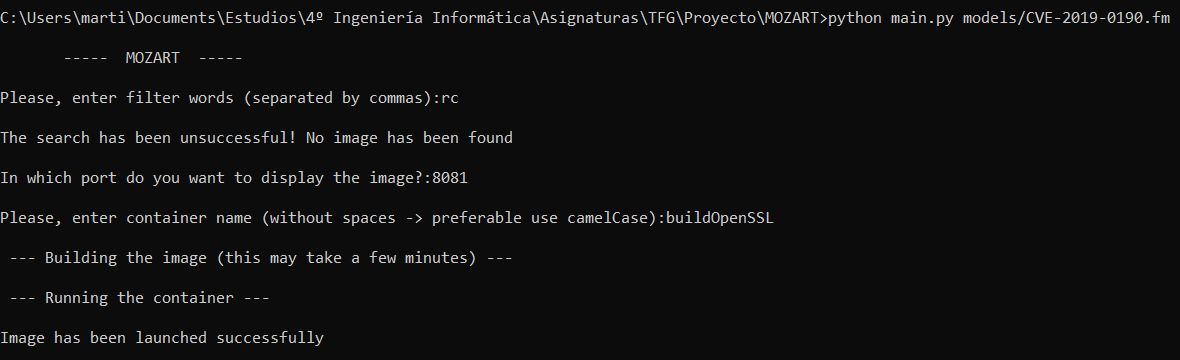 C:\Users\marti\Documents\Estudios\4º Ingeniería Informática\Asignaturas\TFG\Proyecto\MOZART>python main.py models/CVE-2019-0190.fm
----- MOZART -----
Please, enter filter words (separated by commas):rc
The search has been unsuccessful! No image has been found
In which port do you want to display the image?:8081
Please, enter container name (without spaces -> preferable use camelCase):buildOpenSSL
--- Building the image (this may take a few minutes) ---
--- Running the container ---
Image has been launched successfully